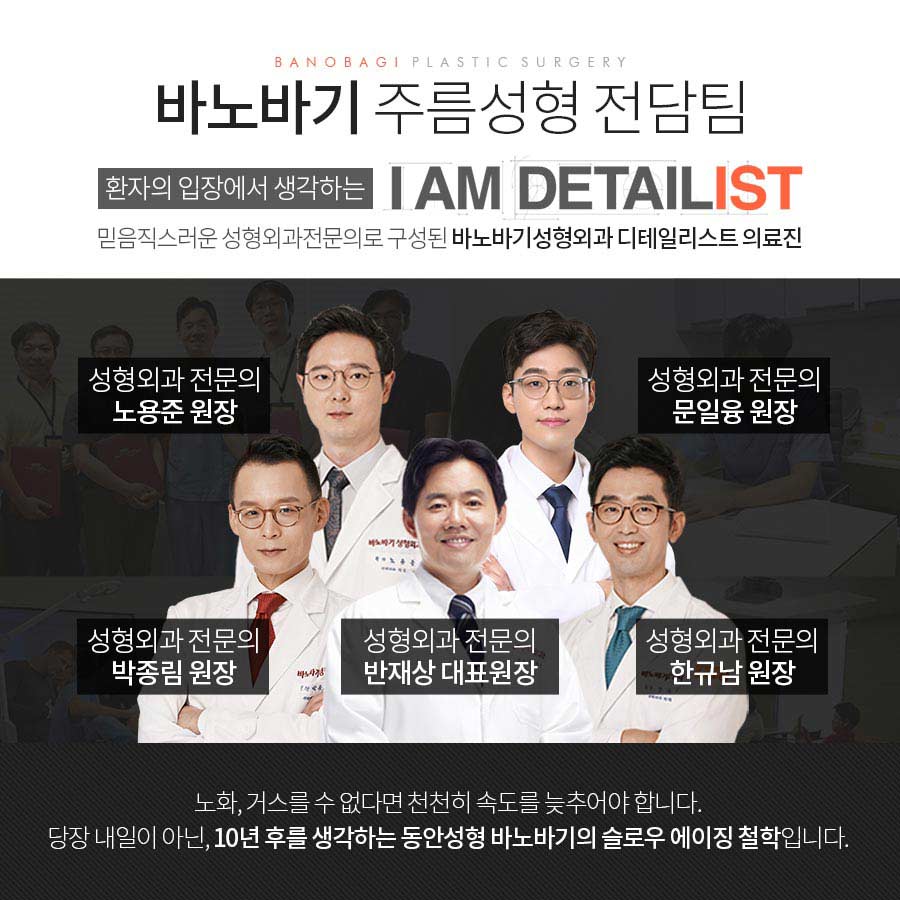 BANOBAGI PLASTIC SURGERY
바노바기 주름성형 전담팀
환자의 입장에서 생각하는 I AM DETAILIST
믿음직스러운 성형외과전문의로 구성된 바노바기성형외과 디테일리스트 의료진
성형외과 전문의
노용준 원장
성형외과 전문의
문일융 원장
바노바기 성형외
성형외과 전문의
박종림 원장
성형외과 전문의
반재상 대표원장
성형외과 전문의
한규남 원장
노화, 거스를 수 없다면 천천히 속도를 늦추어야 합니다.
당장 내일이 아닌, 10년 후를 생각하는 동안성형 바노바기의 슬로우 에이징 철학입니다.